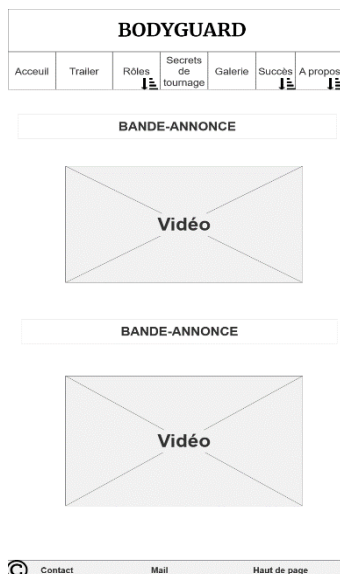 BODYGUARD
Acceuil Trailer Rôles Secrets de tournage Galerie Succès A propos
BANDE-ANNONCE
Vidéo
BANDE-ANNONCE
Vidéo
© Contact Mail Haut de page